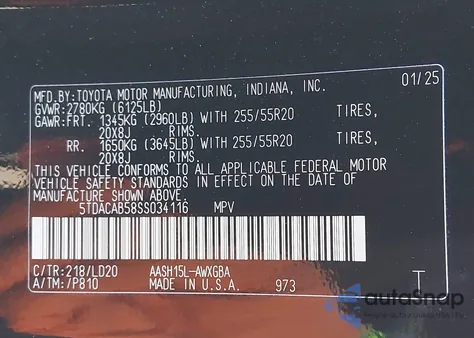 MFD.BY:TOYOTA MOTOR MANUFACTURING, INDIANA, INC. 01/25
GVWR:2780KG (6125LB)
GAWR:FRT. 1345KG (2960LB) WITH 255/55R20 TIRES,
20X8J RIMS.
RR. 1650KG (3645LB) WITH 255/55R20 TIRES,
20X8J RIMS.
THIS VEHICLE CONFORMS TO ALL APPLICABLE FEDERAL MOTOR
VEHICLE SAFETY STANDARDS IN EFFECT ON THE DATE OF
MANUFACTURE SHOWN ABOVE.
5TDACAB58SS034116 MPV
C/TR:218/LD20 AASH15L-AWXGBA
A/TM:/P810 MADE IN U.S.A. 973 T
autoSnap